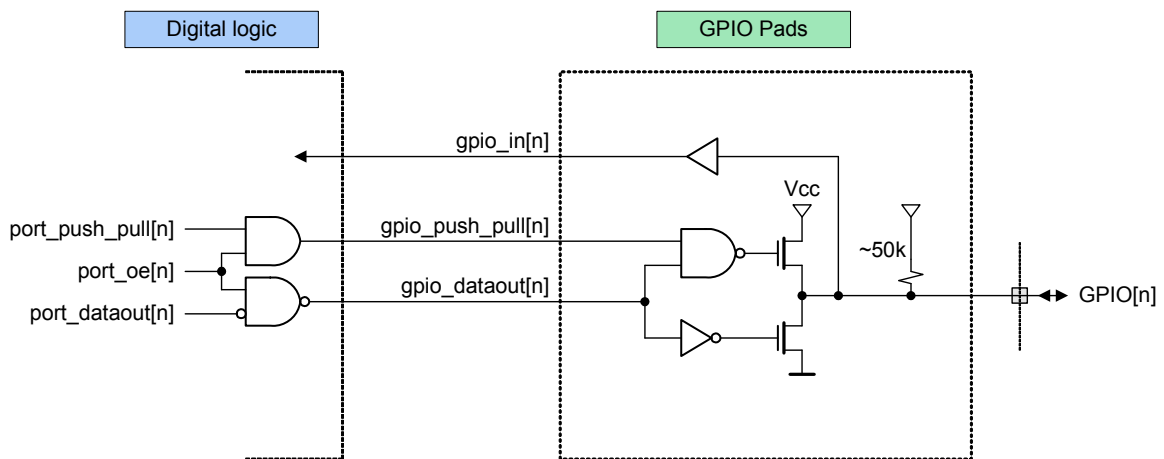 Digital logic
GPIO Pads
gpio_in[n]
Vcc
port_push_pull[n]
gpio_push_pull[n]
~50k
port_oe[n]
gpio_dataout[n]
GPIO[n]
port_dataout[n]